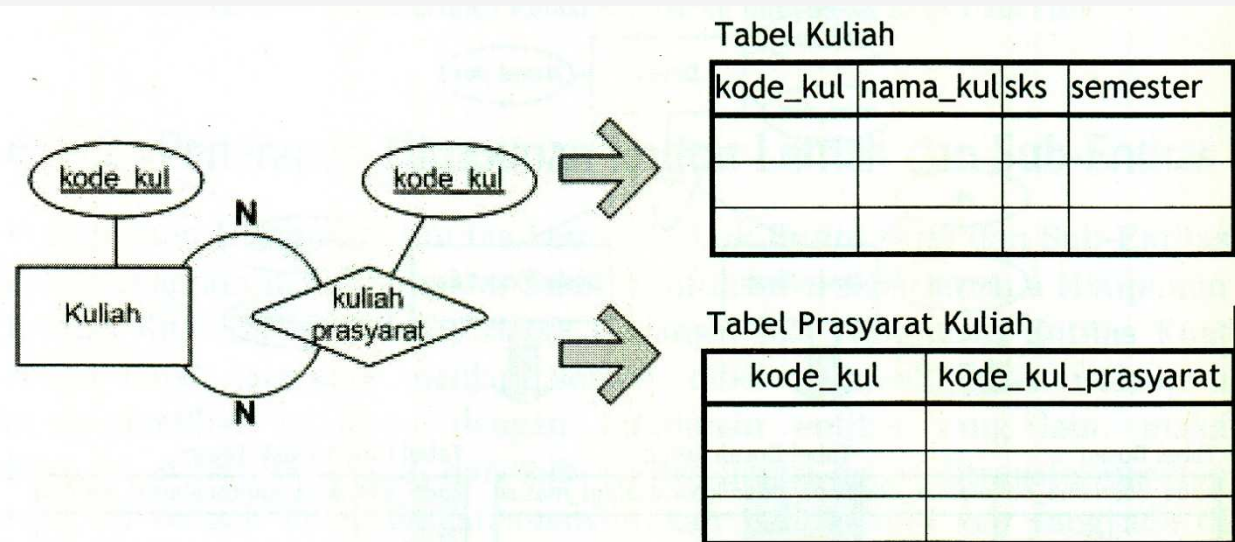 kode_kul
kode_kul
N
Kuliah
kuliah
prasyarat
N
Tabel Kuliah
kode_kul nama_kul sks semester
Tabel Prasyarat Kuliah
kode_kul kode_kul_prasyarat